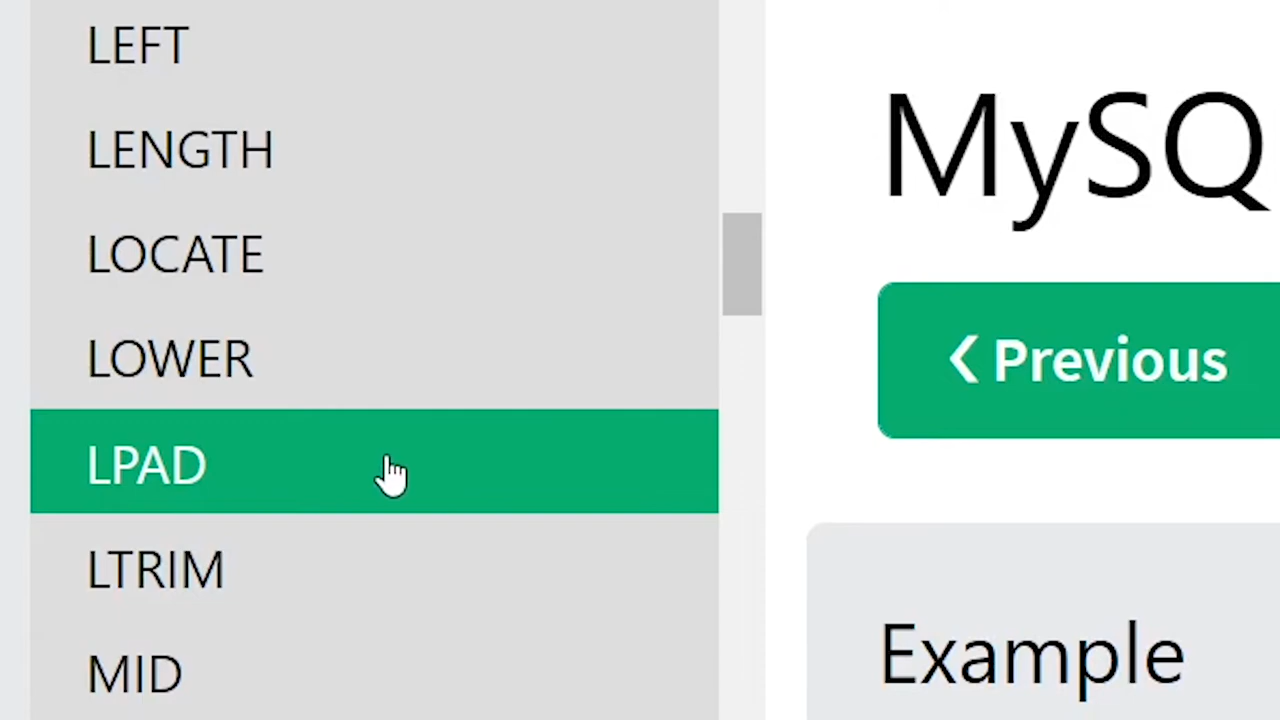 LEFT
LENGTH
LOCATE
LOWER
LPAD
LTRIM
MID
MySQ
❮ Previous
Example